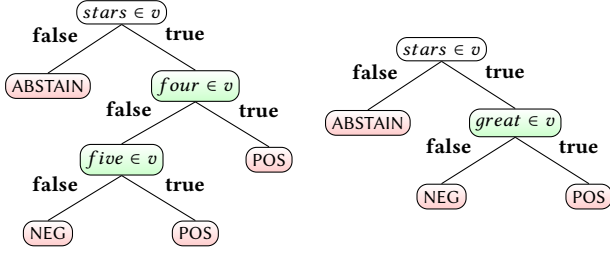 stars ∈ v
false true
ABSTAIN four ∈ v
false true
five ∈ v POS
false true
NEG POS
stars ∈ v
false true
ABSTAIN great ∈ v
false true
NEG POS